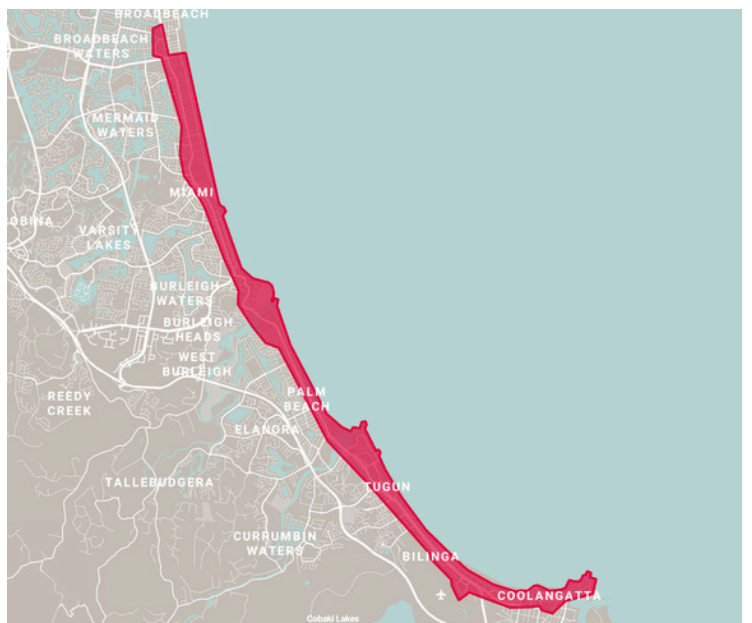 BROADBEACH
BROADBEACH
WATERS
MERMAID
WATERS
MIAMI
OBINA
VARSITY
LAKES
BURLEIGH
WATERS
BURLEIGH
HEADS
WEST
BURLEIGH
REEDY
CREEK
PALM
BEACH
ELANORA
TALLEBUDGERA
TUGUN
CURRUMBIN
WATERS
BILINGA
COOLANGATTA
Cobaki Lakes